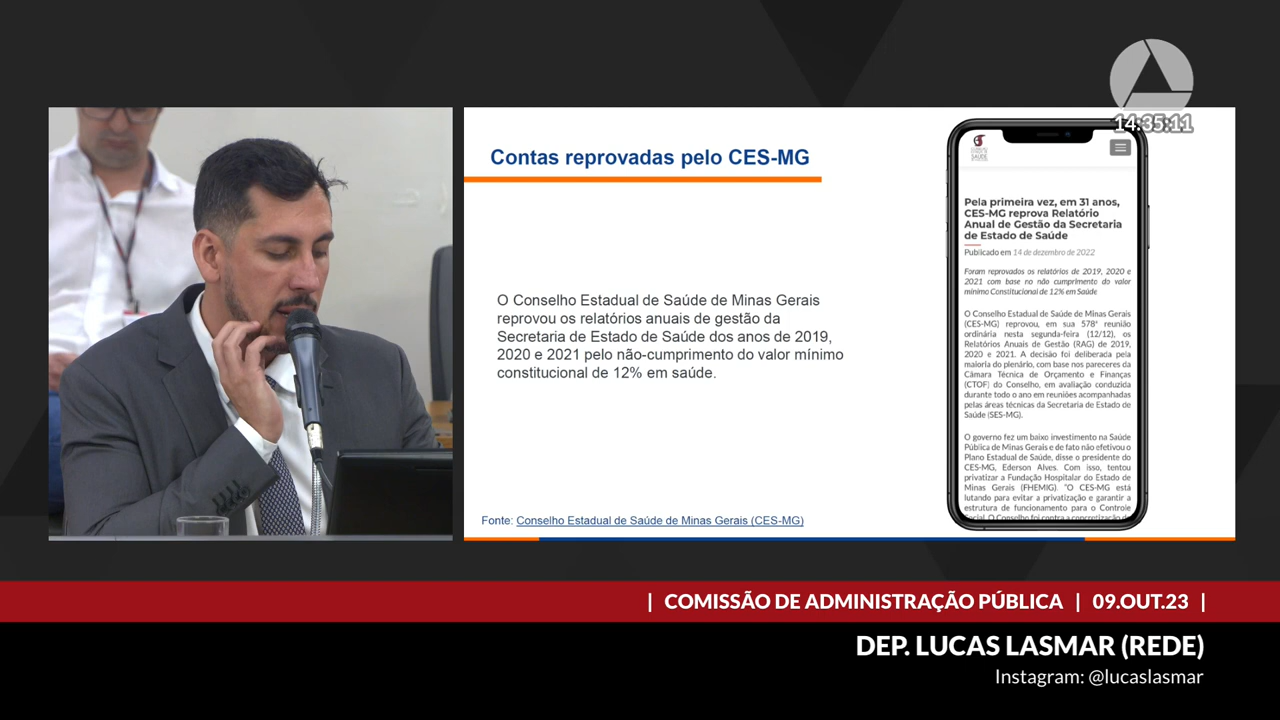 14:35:11
Contas reprovadas pelo CES-MG
O Conselho Estadual de Saúde de Minas Gerais
reprovou os relatórios anuais de gestão da
Secretaria de Estado de Saúde dos anos de 2019,
2020 e 2021 pelo não-cumprimento do valor mínimo
constitucional de 12% em saúde.
Fonte: Conselho Estadual de Saúde de Minas Gerais (CES-MG)
SAÚDE
Pela primeira vez, em 31 anos,
CES-MG reprova Relatório
Anual de Gestão da Secretaria
de Estado de Saúde
Publicado em 14 de dezembro de 2022
Foram reprovados os relatórios de 2019, 2020 e
2021 com base no não cumprimento do valor
mínimo Constitucional de 12% em Saúde
O Conselho Estadual de Saúde de Minas Gerais
(CES-MG) reprovou, em sua 578ª reunião
ordinária nesta segunda-feira (12/12), os
Relatórios Anuais de Gestão (RAG) de 2019,
2020 e 2021. A decisão foi deliberada pela
maioria do plenário, com base nos pareceres da
Câmara Técnica de Orçamento e Finanças
(CTOF) do Conselho, em avaliação conduzida
durante todo o ano em reuniões acompanhadas
pelas áreas técnicas da Secretaria de Estado de
Saúde (SES-MG).
O governo fez um baixo investimento na Saúde
Pública de Minas Gerais e de fato não efetivou o
Plano Estadual de Saúde, disse o presidente do
CES-MG, Ederson Alves. Com isso, tentou
privatizar a Fundação Hospitalar do Estado de
Minas Gerais (FHEMIG). "O CES-MG está
lutando para evitar a privatização e garantir a
estrutura de funcionamento para o Controle
Social. O Conselho foi contra a concretização de
| COMISSÃO DE ADMINISTRAÇÃO PÚBLICA | 09.OUT.23 |
DEP. LUCAS LASMAR (REDE)
Instagram: @lucaslasmar